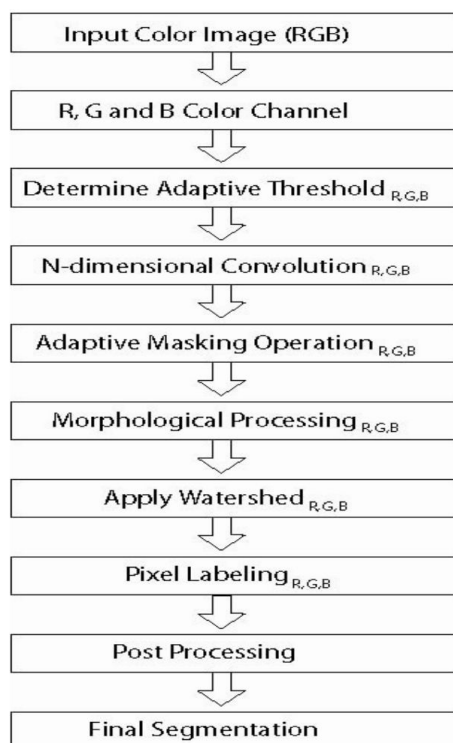 Input Color Image (RGB)
R, G and B Color Channel
Determine Adaptive Threshold R,G,B
N-dimensional Convolution R,G,B
Adaptive Masking Operation R,G,B
Morphological Processing R,G,B
Apply Watershed R,G,B
Pixel Labeling R,G,B
Post Processing
Final Segmentation